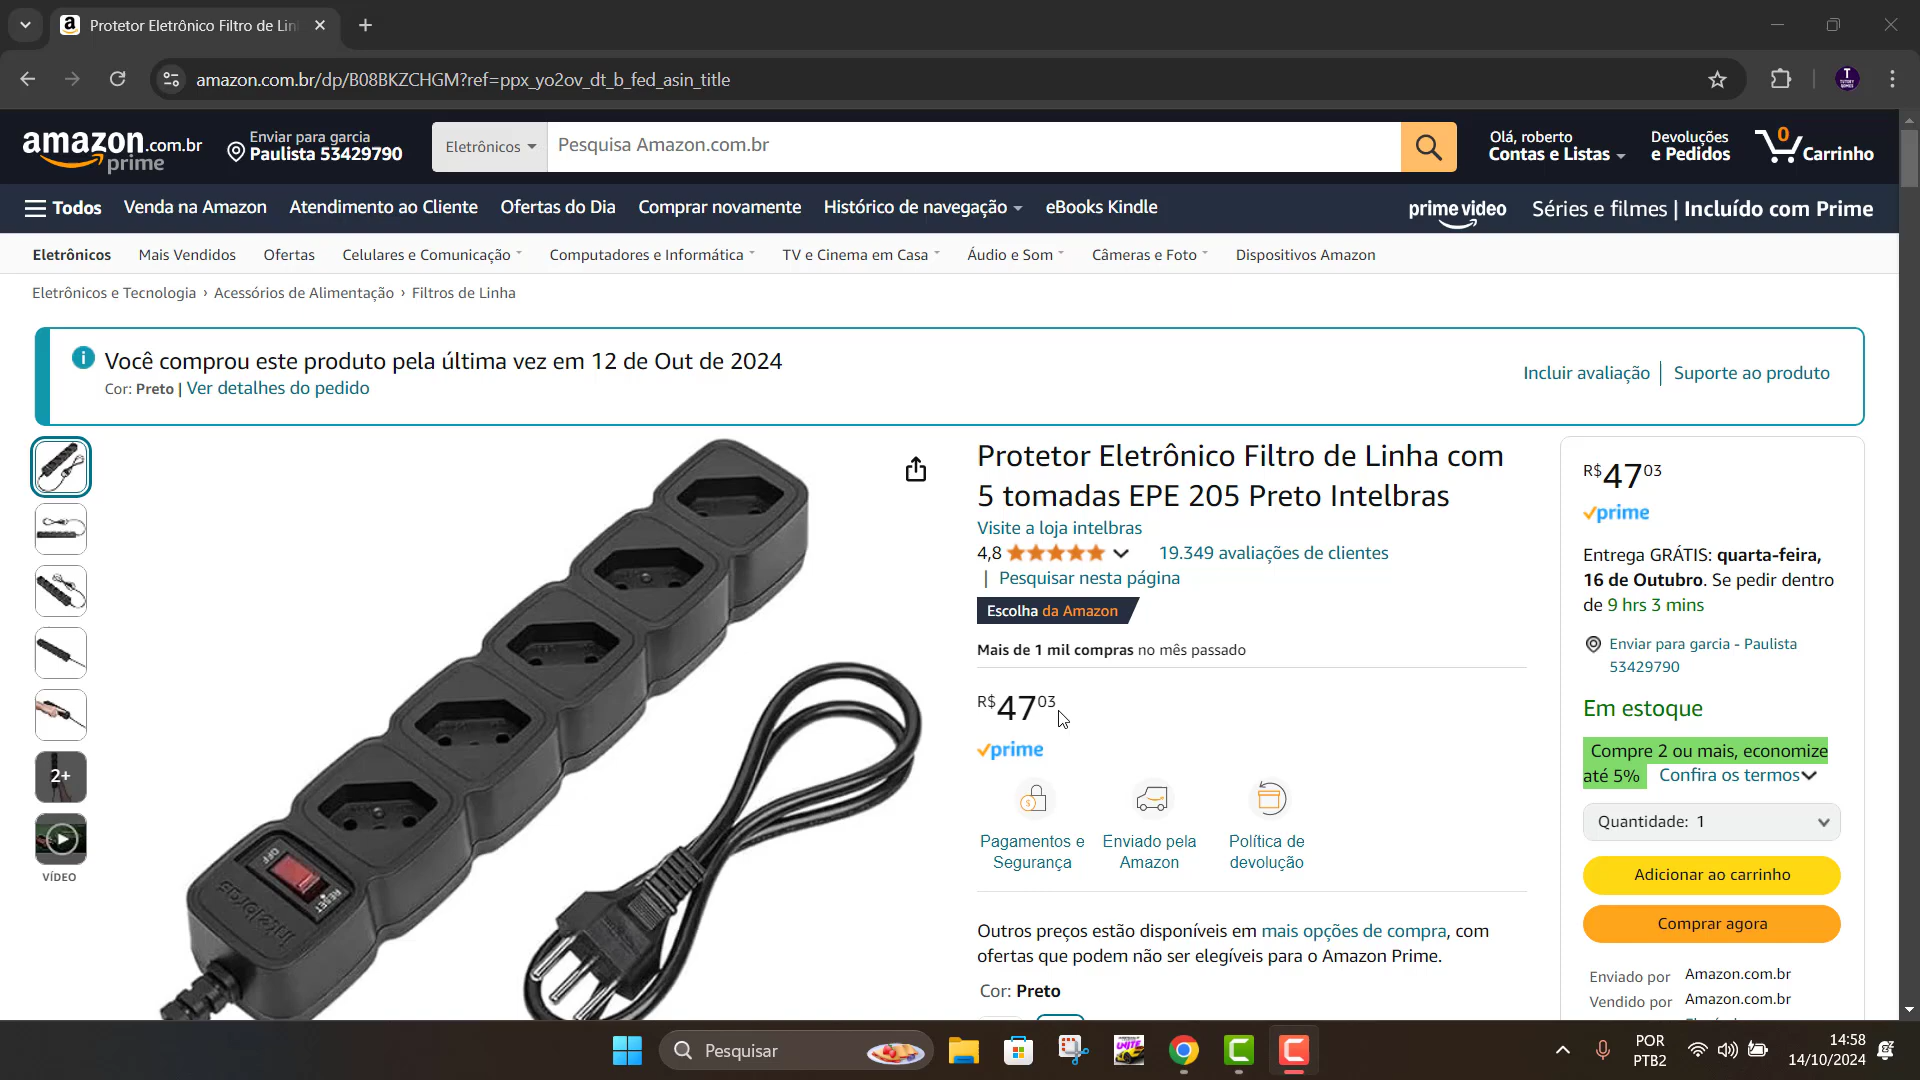 Protetor Eletrônico Filtro de Lin
amazon.com.br/dp/B08BKZCHGM?ref=ppx_yo2ov_dt_b_fed_asin_title
amazon.com.br
prime
Enviar para garcia
Paulista 53429790
Eletrônicos
Pesquisa Amazon.com.br
Olá, roberto
Contas e Listas
Devoluções
e Pedidos
0
Carrinho
Todos
Venda na Amazon
Atendimento ao Cliente
Ofertas do Dia
Comprar novamente
Histórico de navegação
eBooks Kindle
prime video
Séries e filmes | Incluído com Prime
Eletrônicos
Mais Vendidos
Ofertas
Celulares e Comunicação
Computadores e Informática
TV e Cinema em Casa
Áudio e Som
Câmeras e Foto
Dispositivos Amazon
Eletrônicos e Tecnologia › Acessórios de Alimentação › Filtros de Linha
Você comprou este produto pela última vez em 12 de Out de 2024
Cor: Preto | Ver detalhes do pedido
Incluir avaliação
Suporte ao produto
2+
VÍDEO
OFF
RESET
intelbras
Protetor Eletrônico Filtro de Linha com
5 tomadas EPE 205 Preto Intelbras
Visite a loja intelbras
4,8
19.349 avaliações de clientes
| Pesquisar nesta página
Escolha da Amazon
Mais de 1 mil compras no mês passado
R$47 03
prime
Pagamentos e
Segurança
Enviado pela
Amazon
Política de
devolução
Outros preços estão disponíveis em mais opções de compra, com
ofertas que podem não ser elegíveis para o Amazon Prime.
Cor: Preto
R$47 03
prime
Entrega GRÁTIS: quarta-feira,
16 de Outubro. Se pedir dentro
de 9 hrs 3 mins
Enviar para garcia - Paulista
53429790
Em estoque
Compre 2 ou mais, economize
até 5% Confira os termos
Quantidade: 1
Adicionar ao carrinho
Comprar agora
Enviado por Amazon.com.br
Vendido por Amazon.com.br
Pesquisar
UNITE
POR
PTB2
14:58
14/10/2024